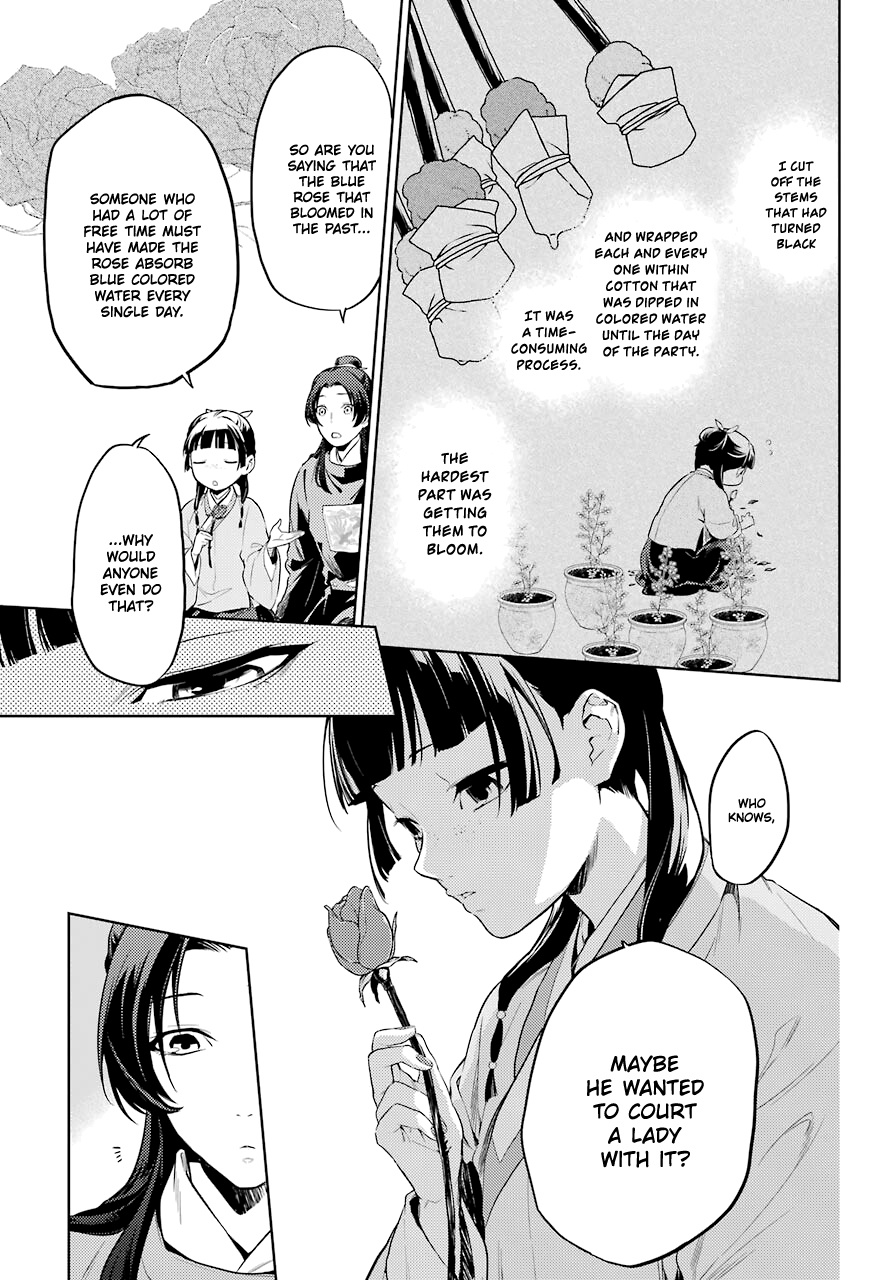 I CUT
OFF THE
STEMS
THAT HAD
TURNED
BLACK
AND WRAPPED
EACH AND EVERY
ONE WITHIN
COTTON THAT
WAS DIPPED IN
COLORED WATER
UNTIL THE DAY
OF THE PARTY.
IT WAS
A TIME-
CONSUMING
PROCESS.
THE
HARDEST
PART WAS
GETTING
THEM TO
BLOOM.
SO ARE YOU
SAYING THAT
THE BLUE
ROSE THAT
BLOOMED IN
THE PAST...
SOMEONE WHO
HAD A LOT OF
FREE TIME MUST
HAVE MADE THE
ROSE ABSORB
BLUE COLORED
WATER EVERY
SINGLE DAY.
...WHY
WOULD
ANYONE
EVEN DO
THAT?
WHO
KNOWS,
MAYBE
HE WANTED
TO COURT
A LADY
WITH IT?